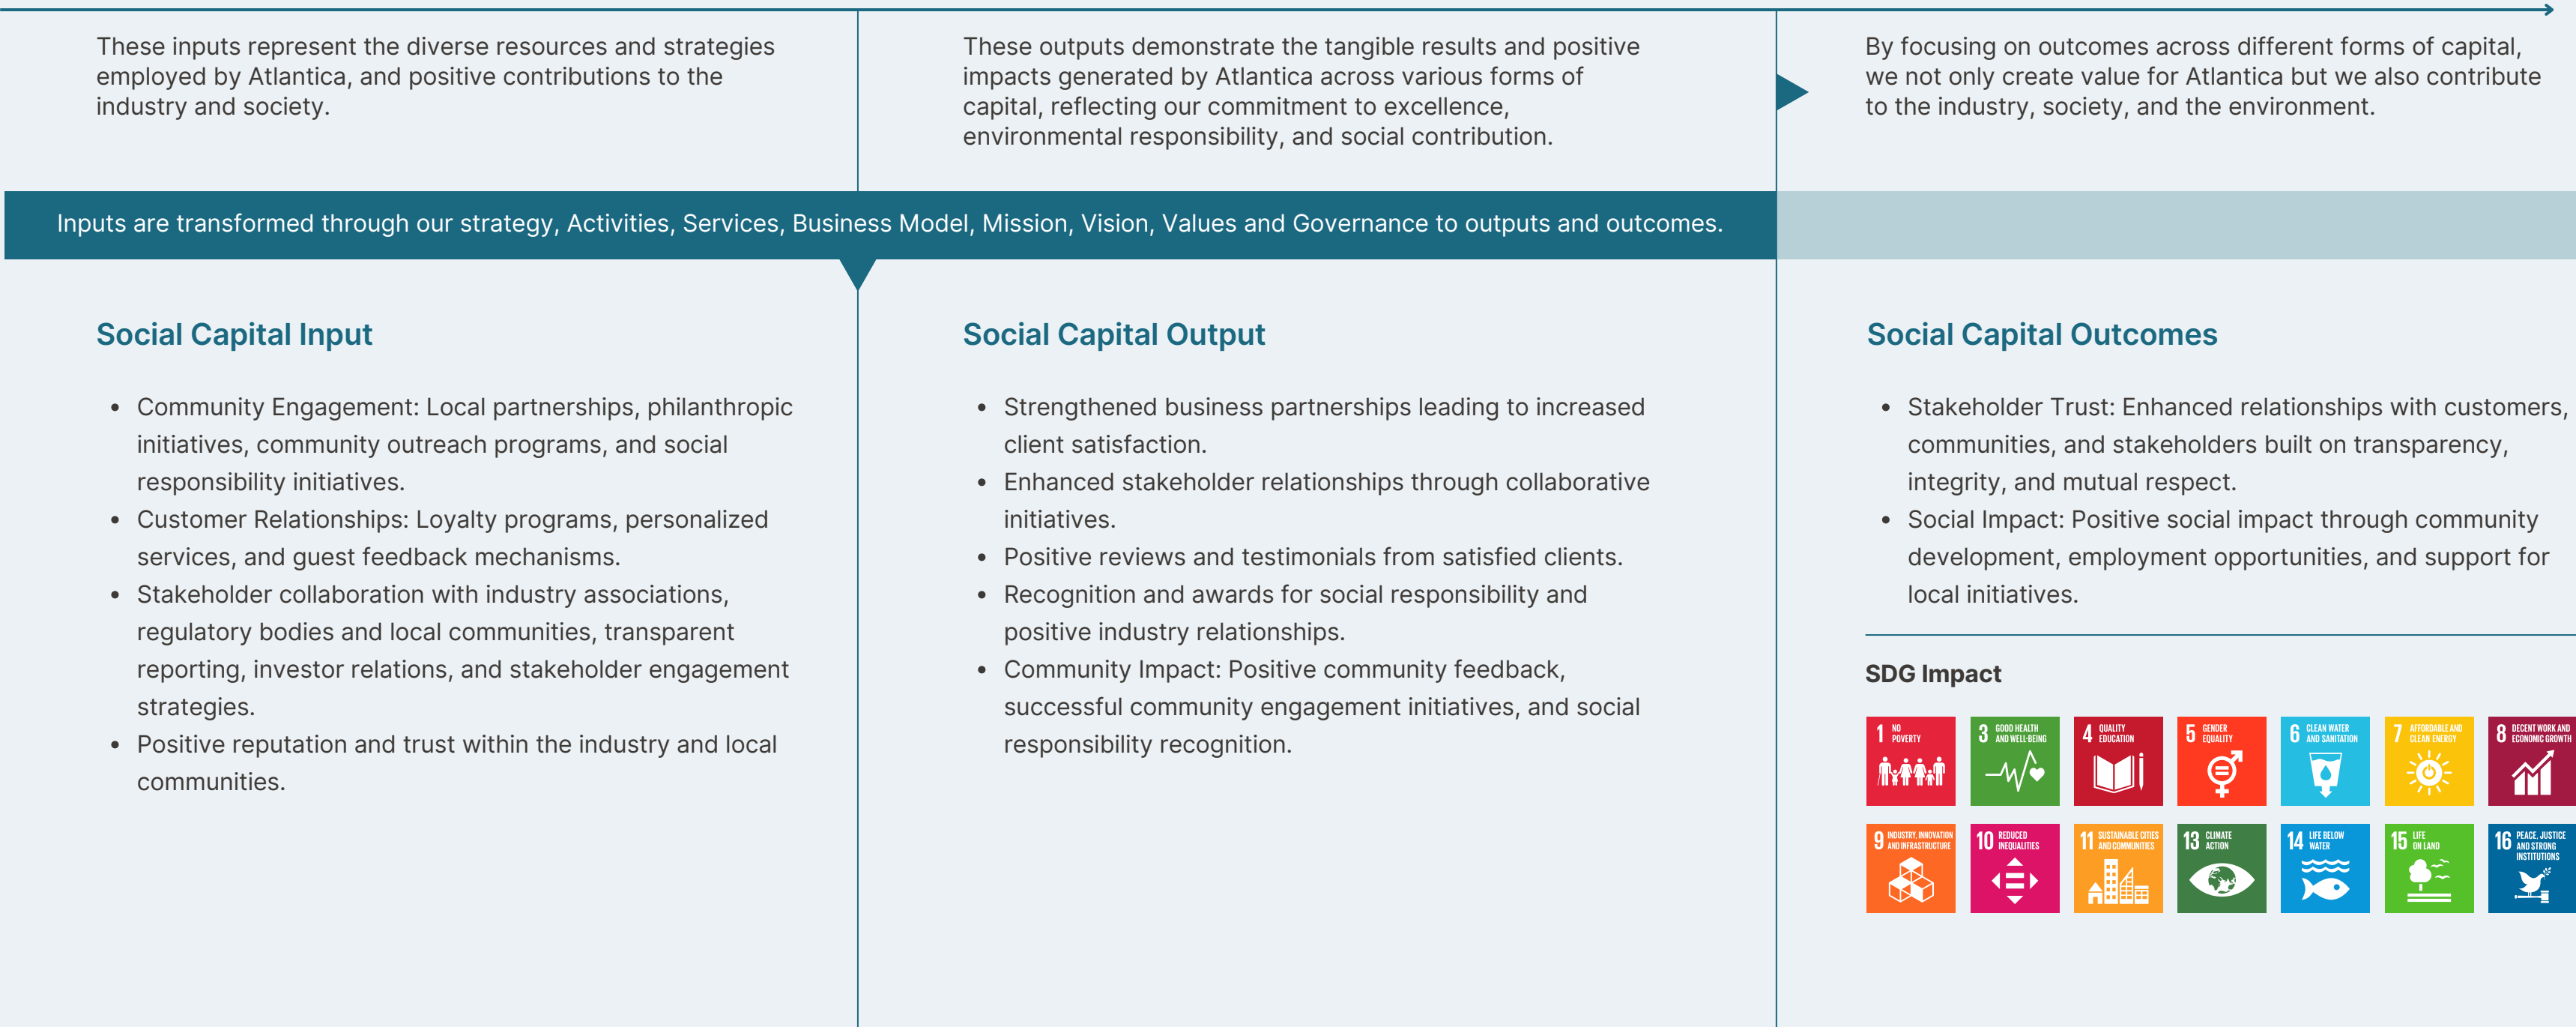 These inputs represent the diverse resources and strategies
employed by Atlantica, and positive contributions to the
industry and society.
These outputs demonstrate the tangible results and positive
impacts generated by Atlantica across various forms of
capital, reflecting our commitment to excellence,
environmental responsibility, and social contribution.
By focusing on outcomes across different forms of capital,
we not only create value for Atlantica but we also contribute
to the industry, society, and the environment.
Inputs are transformed through our strategy, Activities, Services, Business Model, Mission, Vision, Values and Governance to outputs and outcomes.
Social Capital Input
• Community Engagement: Local partnerships, philanthropic
initiatives, community outreach programs, and social
responsibility initiatives.
• Customer Relationships: Loyalty programs, personalized
services, and guest feedback mechanisms.
• Stakeholder collaboration with industry associations,
regulatory bodies and local communities, transparent
reporting, investor relations, and stakeholder engagement
strategies.
• Positive reputation and trust within the industry and local
communities.
Social Capital Output
• Strengthened business partnerships leading to increased
client satisfaction.
• Enhanced stakeholder relationships through collaborative
initiatives.
• Positive reviews and testimonials from satisfied clients.
• Recognition and awards for social responsibility and
positive industry relationships.
• Community Impact: Positive community feedback,
successful community engagement initiatives, and social
responsibility recognition.
Social Capital Outcomes
• Stakeholder Trust: Enhanced relationships with customers,
communities, and stakeholders built on transparency,
integrity, and mutual respect.
• Social Impact: Positive social impact through community
development, employment opportunities, and support for
local initiatives.
SDG Impact
1 NO
POVERTY
3 GOOD HEALTH
AND WELL-BEING
4 QUALITY
EDUCATION
5 GENDER
EQUALITY
6 CLEAN WATER
AND SANITATION
7 AFFORDABLE AND
CLEAN ENERGY
8 DECENT WORK AND
ECONOMIC GROWTH
9 INDUSTRY, INNOVATION
AND INFRASTRUCTURE
10 REDUCED
INEQUALITIES
11 SUSTAINABLE CITIES
AND COMMUNITIES
13 CLIMATE
ACTION
14 LIFE BELOW
WATER
15 LIFE
ON LAND
16 PEACE, JUSTICE
AND STRONG
INSTITUTIONS